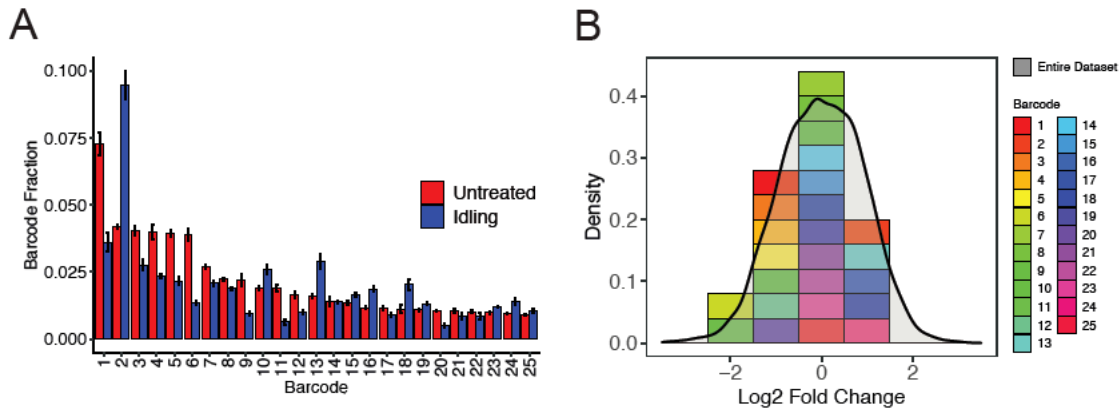 A
0.100
0.075
0.050
0.025
0.000
Barcode Fraction
Untreated
Idling
1 2 3 4 5 6 7 8 9 10 11 12 13 14 15 16 17 18 19 20 21 22 23 24 25
Barcode
B
0.4
0.3
0.2
0.1
0.0
Density
−2 0 2
Log2 Fold Change
Entire Dataset
Barcode
1 14
2 15
3 16
4 17
5 18
6 19
7 20
8 21
9 22
10 23
11 24
12 25
13